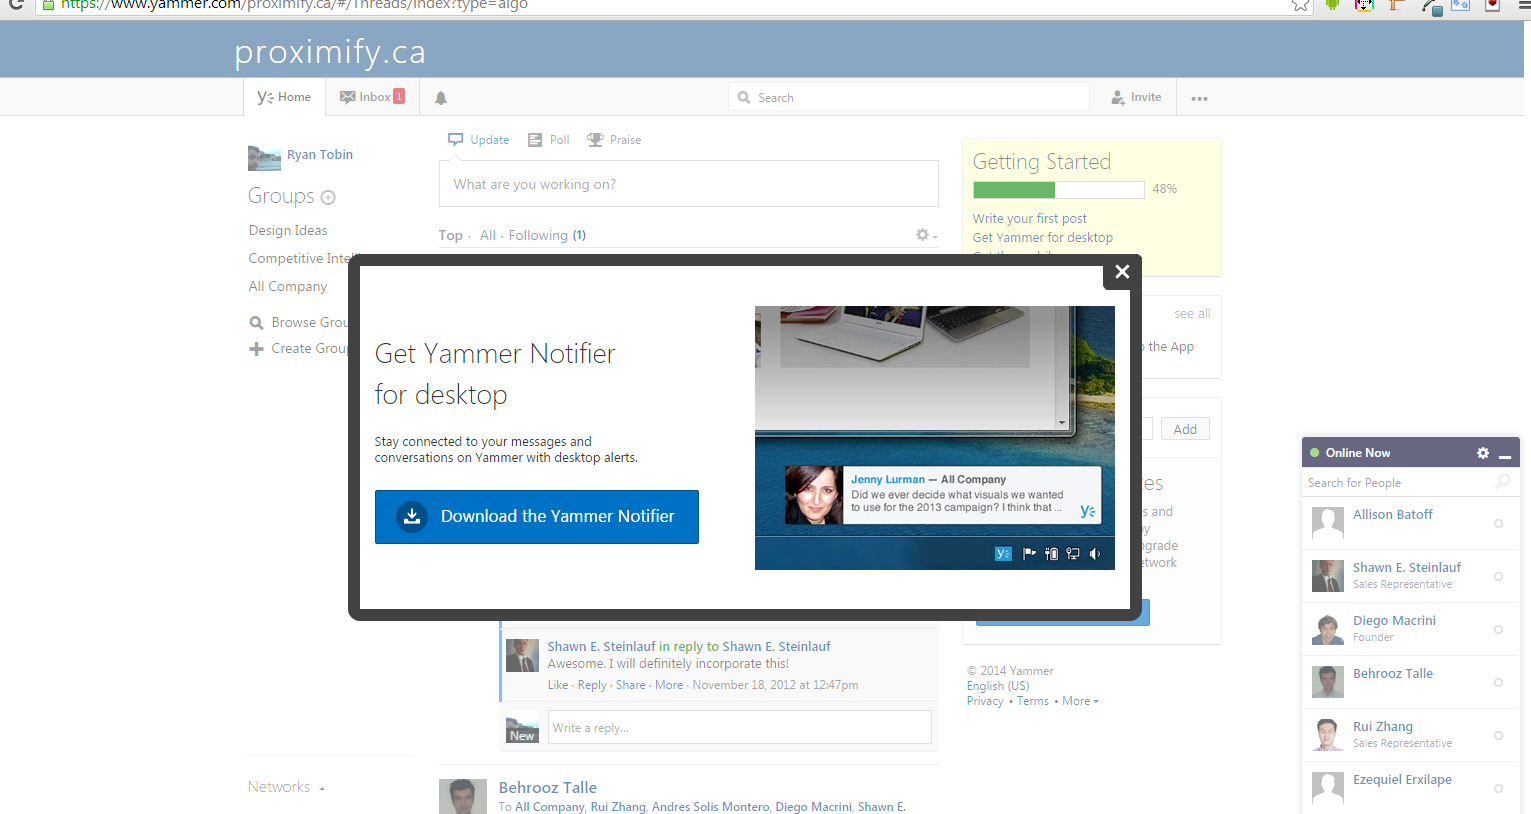 https://www.yammer.com/proximify.ca/#/Threads/index?type=algo
proximify.ca
Home
Inbox 1
Search
Invite
Ryan Tobin
Groups
Design Ideas
Competitive Intelli
All Company
Browse Grou
Create Group
Networks
Update
Poll
Praise
What are you working on?
Top · All · Following (1)
Getting Started
48%
Write your first post
Get Yammer for desktop
see all
o the App
Add
es
s and
by
pgrade
etwork
Get Yammer Notifier
for desktop
Stay connected to your messages and
conversations on Yammer with desktop alerts.
Download the Yammer Notifier
Jenny Lurman — All Company
Did we ever decide what visuals we wanted
to use for the 2013 campaign? I think that ...
Shawn E. Steinlauf in reply to Shawn E. Steinlauf
Awesome. I will definitely incorporate this!
Like · Reply · Share · More · November 18, 2012 at 12:47pm
New
Write a reply...
Behrooz Talle
To All Company, Rui Zhang, Andres Solis Montero, Diego Macrini, Shawn E.
© 2014 Yammer
English (US)
Privacy • Terms • More
Online Now
Search for People
Allison Batoff
Shawn E. Steinlauf
Sales Representative
Diego Macrini
Founder
Behrooz Talle
Rui Zhang
Sales Representative
Ezequiel Erxilape